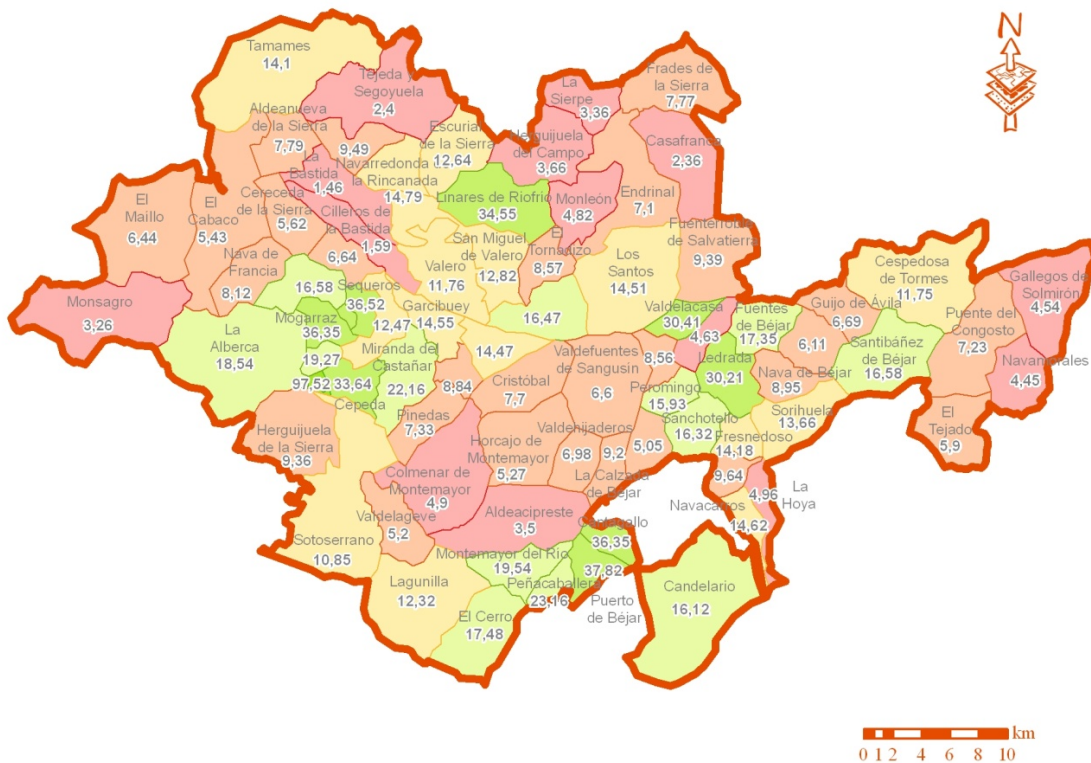 N
Tamames
14,1
Tejeda y
Segoyuela
2,4
La
Sierpe
3,36
Frades de
la Sierra
7,77
Aldeanueva
de la Sierra
7,79
9,49
Escurial
de la Sierra
12,64
Herguijuela
del Campo
3,66
Casafranca
2,36
La
Bastida
1,46
Navarredonda
la Rinconada
14,79
Linares de Riofrío
34,55
Monleón
4,82
Endrinal
7,1
El
Maillo
6,44
El
Cabaco
5,43
Cereceda
de la Sierra
5,62
Cilleros de
la Bastida
1,59
San Miguel
de Valero
12,82
El
Tornadizo
8,57
Fuenterroble
de Salvatierra
9,39
Nava de
Francia
8,12
6,64
Valero
11,76
Los
Santos
14,51
Cespedosa
de Tormes
11,75
Gallegos de
Solmirón
4,54
Monsagro
3,26
16,58
Sequeros
36,52
Mogarraz
36,35
12,47
Garcibuey
14,55
16,47
Valdelacasa
30,41
4,63
Fuentes
de Béjar
17,35
Guijo de Ávila
6,69
6,11
Santibáñez
de Béjar
16,58
Puente del
Congosto
7,23
Navamorales
4,45
La
Alberca
18,54
19,27
Miranda del
Castañar
22,16
14,47
Valdefuentes
de Sangusín
6,6
8,56
Ledrada
30,21
Nava de Béjar
8,95
97,52
33,64
Cepeda
8,84
Cristóbal
7,7
Peromingo
15,93
Sorihuela
13,66
El
Tejado
5,9
Herguijuela
de la Sierra
9,36
Pinedas
7,33
Horcajo de
Montemayor
5,27
Valdehijaderos
6,98
9,2
5,05
Sanchotello
16,32
Fresnedoso
14,18
9,64
Colmenar de
Montemayor
4,9
La Calzada
de Béjar
4,96
La
Hoya
Valdelageve
5,2
Aldeacipreste
3,5
Cantagallo
36,35
Navacarros
14,62
Sotoserrano
10,85
Montemayor del Río
19,54
Peñacaballera
23,16
37,82
Puerto
de Béjar
Candelario
16,12
Lagunilla
12,32
El Cerro
17,48
km
0 1 2 4 6 8 10